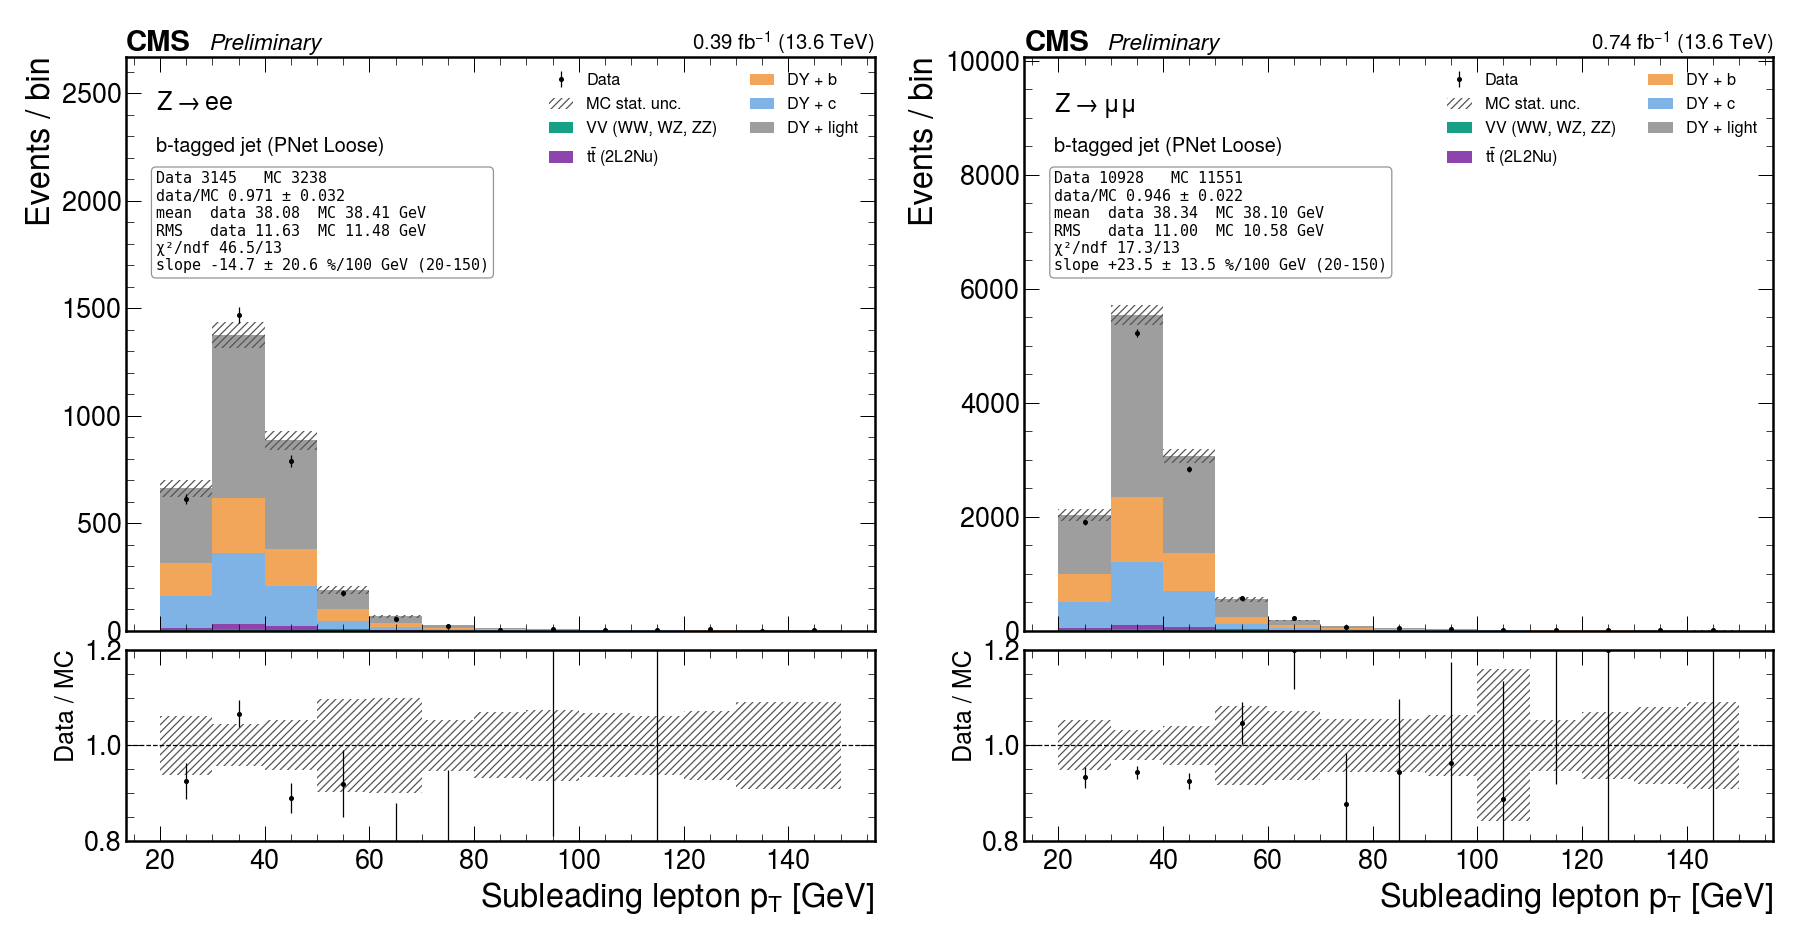 CMS Preliminary 0.39 fb⁻¹ (13.6 TeV)
Events / bin
2500
2000
1500
1000
500
0
Z→ee
b-tagged jet (PNet Loose)
Data
MC stat. unc.
VV (WW, WZ, ZZ)
tt̄ (2L2Nu)
DY + b
DY + c
DY + light
Data 3145 MC 3238
data/MC 0.971 ± 0.032
mean data 38.08 MC 38.41 GeV
RMS data 11.63 MC 11.48 GeV
χ²/ndf 46.5/13
slope -14.7 ± 20.6 %/100 GeV (20-150)
Data / MC
1.2
1.0
0.8
20 40 60 80 100 120 140
Subleading lepton p_T [GeV]
CMS Preliminary 0.74 fb⁻¹ (13.6 TeV)
Events / bin
10000
8000
6000
4000
2000
0
Z→μμ
b-tagged jet (PNet Loose)
Data
MC stat. unc.
VV (WW, WZ, ZZ)
tt̄ (2L2Nu)
DY + b
DY + c
DY + light
Data 10928 MC 11551
data/MC 0.946 ± 0.022
mean data 38.34 MC 38.10 GeV
RMS data 11.00 MC 10.58 GeV
χ²/ndf 17.3/13
slope +23.5 ± 13.5 %/100 GeV (20-150)
Data / MC
1.2
1.0
0.8
20 40 60 80 100 120 140
Subleading lepton p_T [GeV]